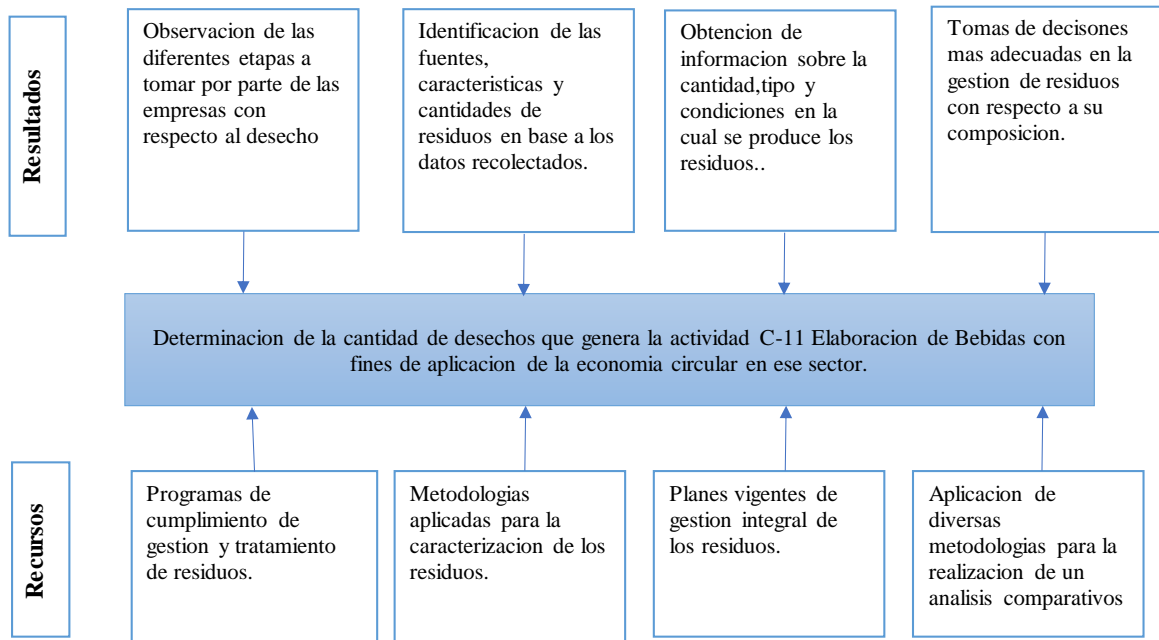 Resultados
Observacion de las
diferentes etapas a
tomar por parte de las
empresas con
respecto al desecho
Identificacion de las
fuentes,
caracteristicas y
cantidades de
residuos en base a los
datos recolectados.
Obtencion de
informacion sobre la
cantidad,tipo y
condiciones en la
cual se produce los
residuos..
Tomas de decisones
mas adecuadas en la
gestion de residuos
con respecto a su
composicion.
Determinacion de la cantidad de desechos que genera la actividad C-11 Elaboracion de Bebidas con
fines de aplicacion de la economia circular en ese sector.
Recursos
Programas de
cumplimiento de
gestion y tratamiento
de residuos.
Metodologias
aplicadas para la
caracterizacion de los
residuos.
Planes vigentes de
gestion integral de
los residuos.
Aplicacion de
diversas
metodologias para la
realizacion de un
analisis comparativos